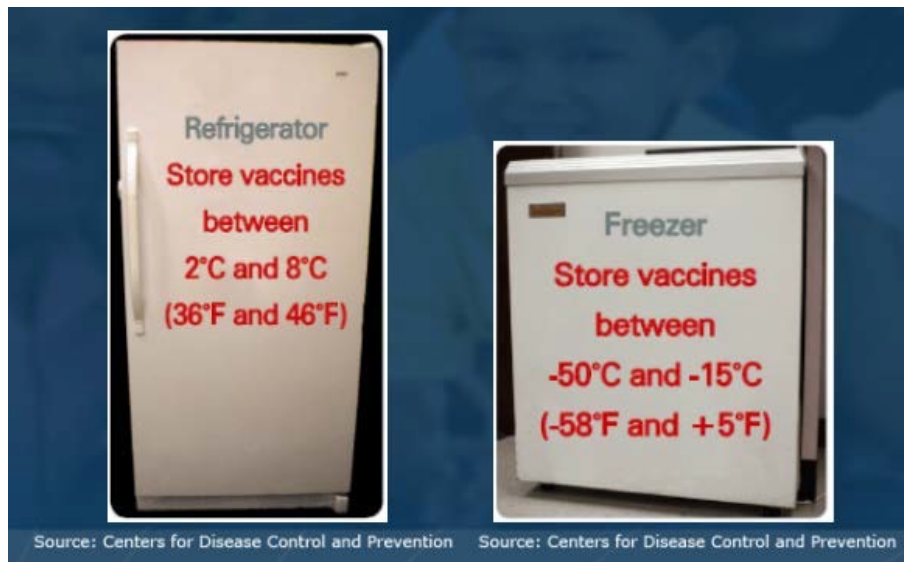 Refrigerator
Store vaccines
between
2°C and 8°C
(36°F and 46°F)
Freezer
Store vaccines
between
-50°C and -15°C
(-58°F and +5°F)
Source: Centers for Disease Control and Prevention
Source: Centers for Disease Control and Prevention